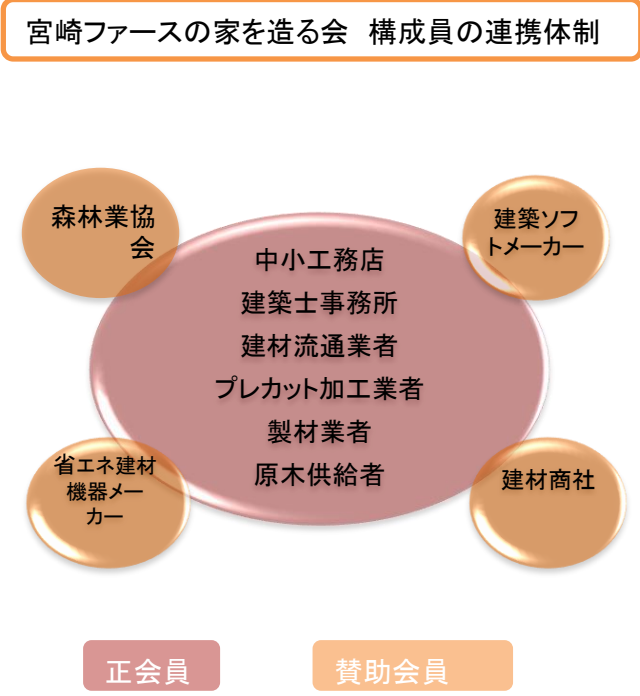 宮崎ファースの家を造る会　構成員の連携体制
森林業協
会
建築ソフ
トメーカー
中小工務店
建築士事務所
建材流通業者
プレカット加工業者
製材業者
原木供給者
省エネ建材
機器メー
カー
建材商社
正会員
賛助会員